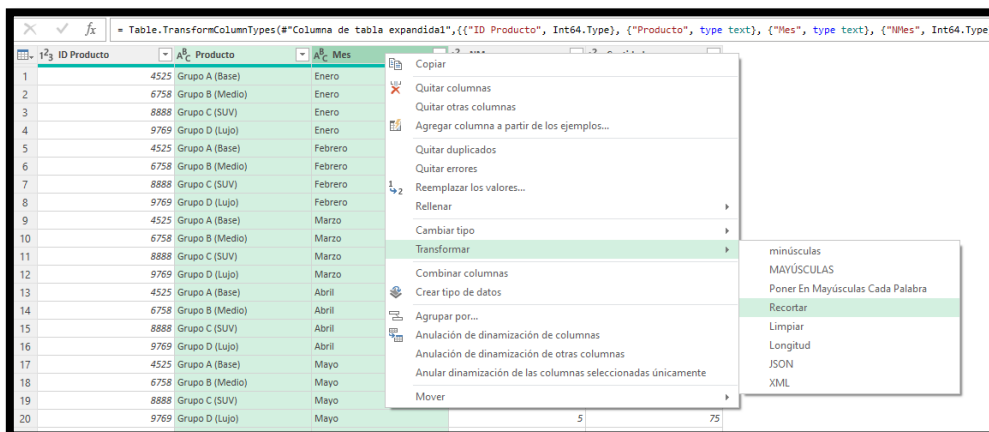 fx = Table.TransformColumnTypes(#"Columna de tabla expandida1",{{"ID Producto", Int64.Type}, {"Producto", type text}, {"Mes", type text}, {"NMes", Int64.Type
1²3 ID Producto ABC Producto ABC Mes
1 4525 Grupo A (Base) Enero
2 6758 Grupo B (Medio) Enero
3 8888 Grupo C (SUV) Enero
4 9769 Grupo D (Lujo) Enero
5 4525 Grupo A (Base) Febrero
6 6758 Grupo B (Medio) Febrero
7 8888 Grupo C (SUV) Febrero
8 9769 Grupo D (Lujo) Febrero
9 4525 Grupo A (Base) Marzo
10 6758 Grupo B (Medio) Marzo
11 8888 Grupo C (SUV) Marzo
12 9769 Grupo D (Lujo) Marzo
13 4525 Grupo A (Base) Abril
14 6758 Grupo B (Medio) Abril
15 8888 Grupo C (SUV) Abril
16 9769 Grupo D (Lujo) Abril
17 4525 Grupo A (Base) Mayo
18 6758 Grupo B (Medio) Mayo
19 8888 Grupo C (SUV) Mayo
20 9769 Grupo D (Lujo) Mayo 5 75
Copiar
Quitar columnas
Quitar otras columnas
Agregar columna a partir de los ejemplos...
Quitar duplicados
Quitar errores
Reemplazar los valores...
Rellenar
Cambiar tipo
Transformar
Combinar columnas
Crear tipo de datos
Agrupar por...
Anulación de dinamización de columnas
Anulación de dinamización de otras columnas
Anular dinamización de las columnas seleccionadas únicamente
Mover
minúsculas
MAYÚSCULAS
Poner En Mayúsculas Cada Palabra
Recortar
Limpiar
Longitud
JSON
XML